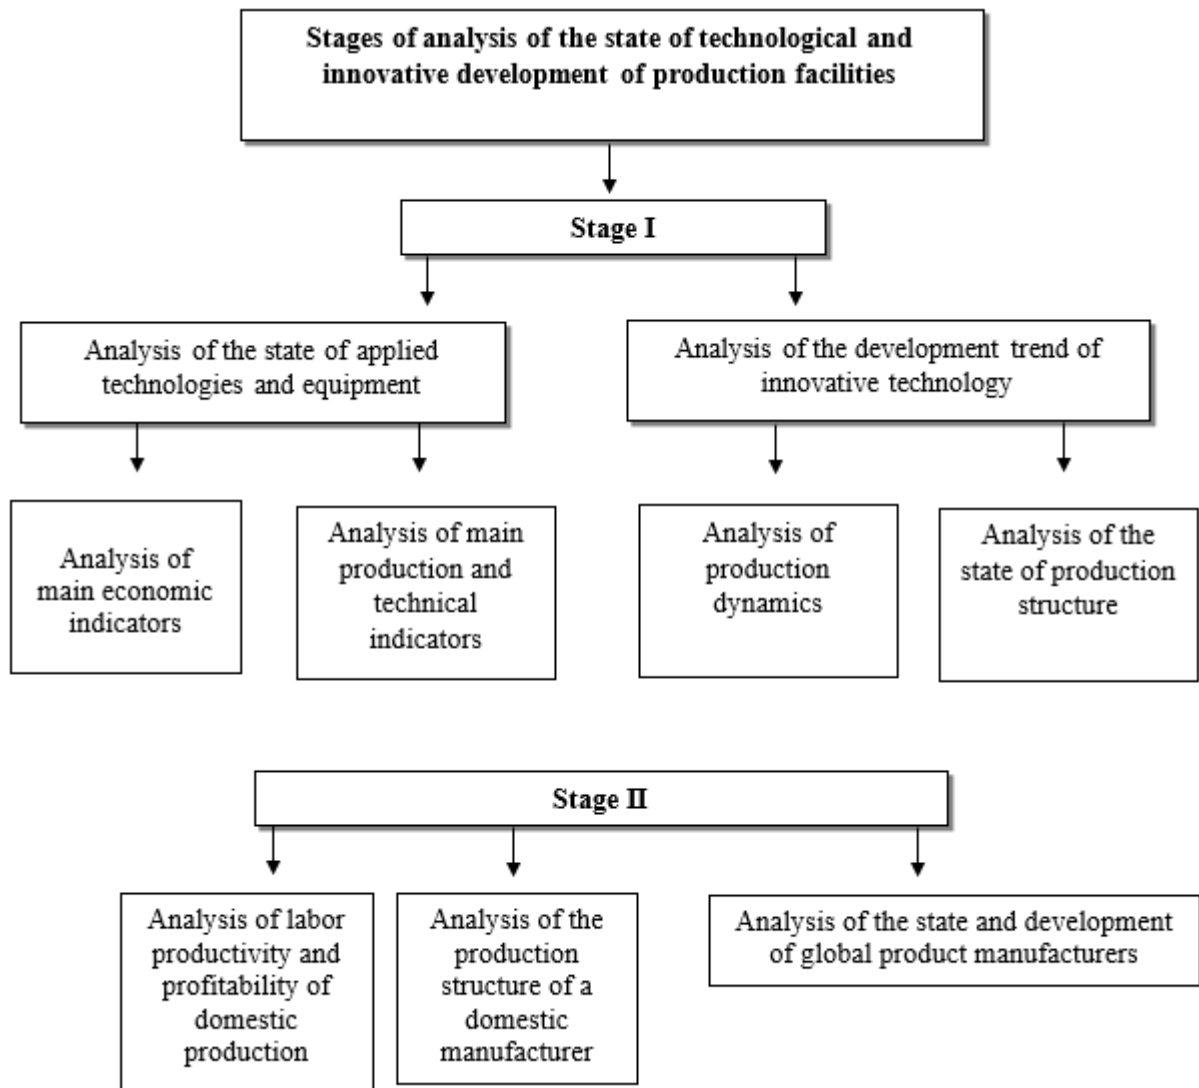 Stages of analysis of the state of technological and
innovative development of production facilities
Stage I
Analysis of the state of applied
technologies and equipment
Analysis of the development trend of
innovative technology
Analysis of
main economic
indicators
Analysis of main
production and
technical
indicators
Analysis of
production
dynamics
Analysis of the
state of production
structure
Stage II
Analysis of labor
productivity and
profitability of
domestic
production
Analysis of the
production
structure of a
domestic
manufacturer
Analysis of the state and development
of global product manufacturers